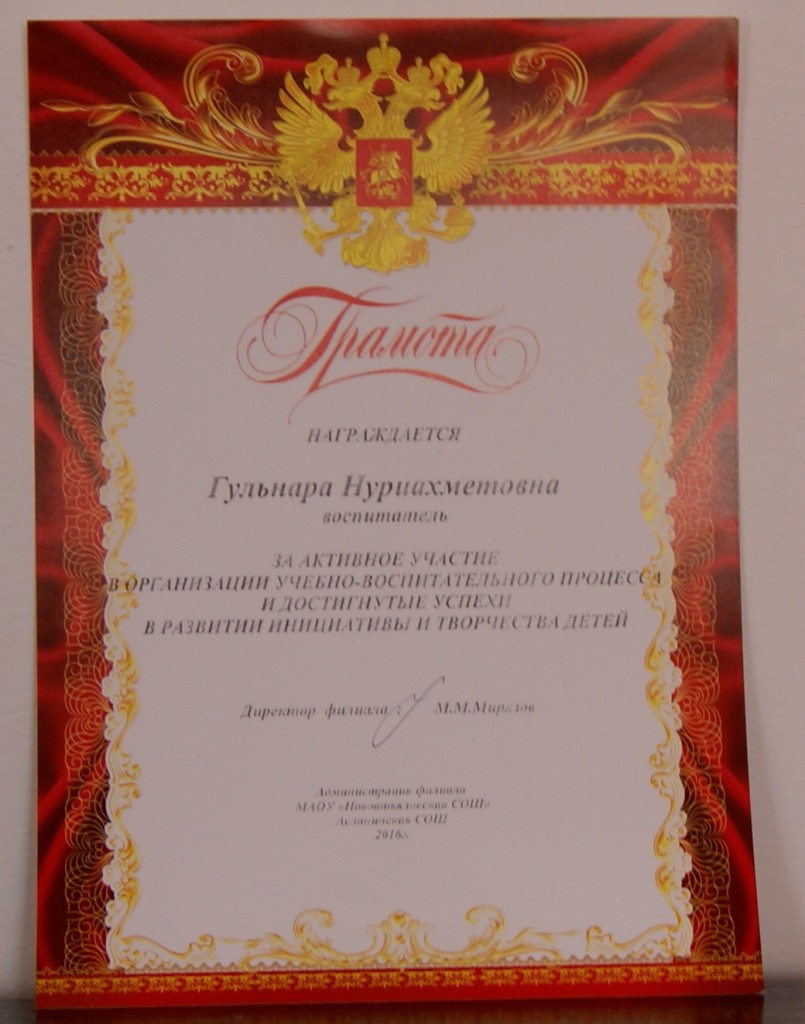 Грамота
НАГРАЖДАЕТСЯ
Гульнара Нуриахметовна
воспитатель
ЗА АКТИВНОЕ УЧАСТИЕ
В ОРГАНИЗАЦИИ УЧЕБНО-ВОСПИТАТЕЛЬНОГО ПРОЦЕССА
И ДОСТИГНУТЫЕ УСПЕХИ
В РАЗВИТИИ ИНИЦИАТИВЫ И ТВОРЧЕСТВА ДЕТЕЙ
Директор филиала : М.М.Миразов
Администрация филиала
МАОУ «Новоатьяловская СОШ»
Асланинская СОШ
2016г.